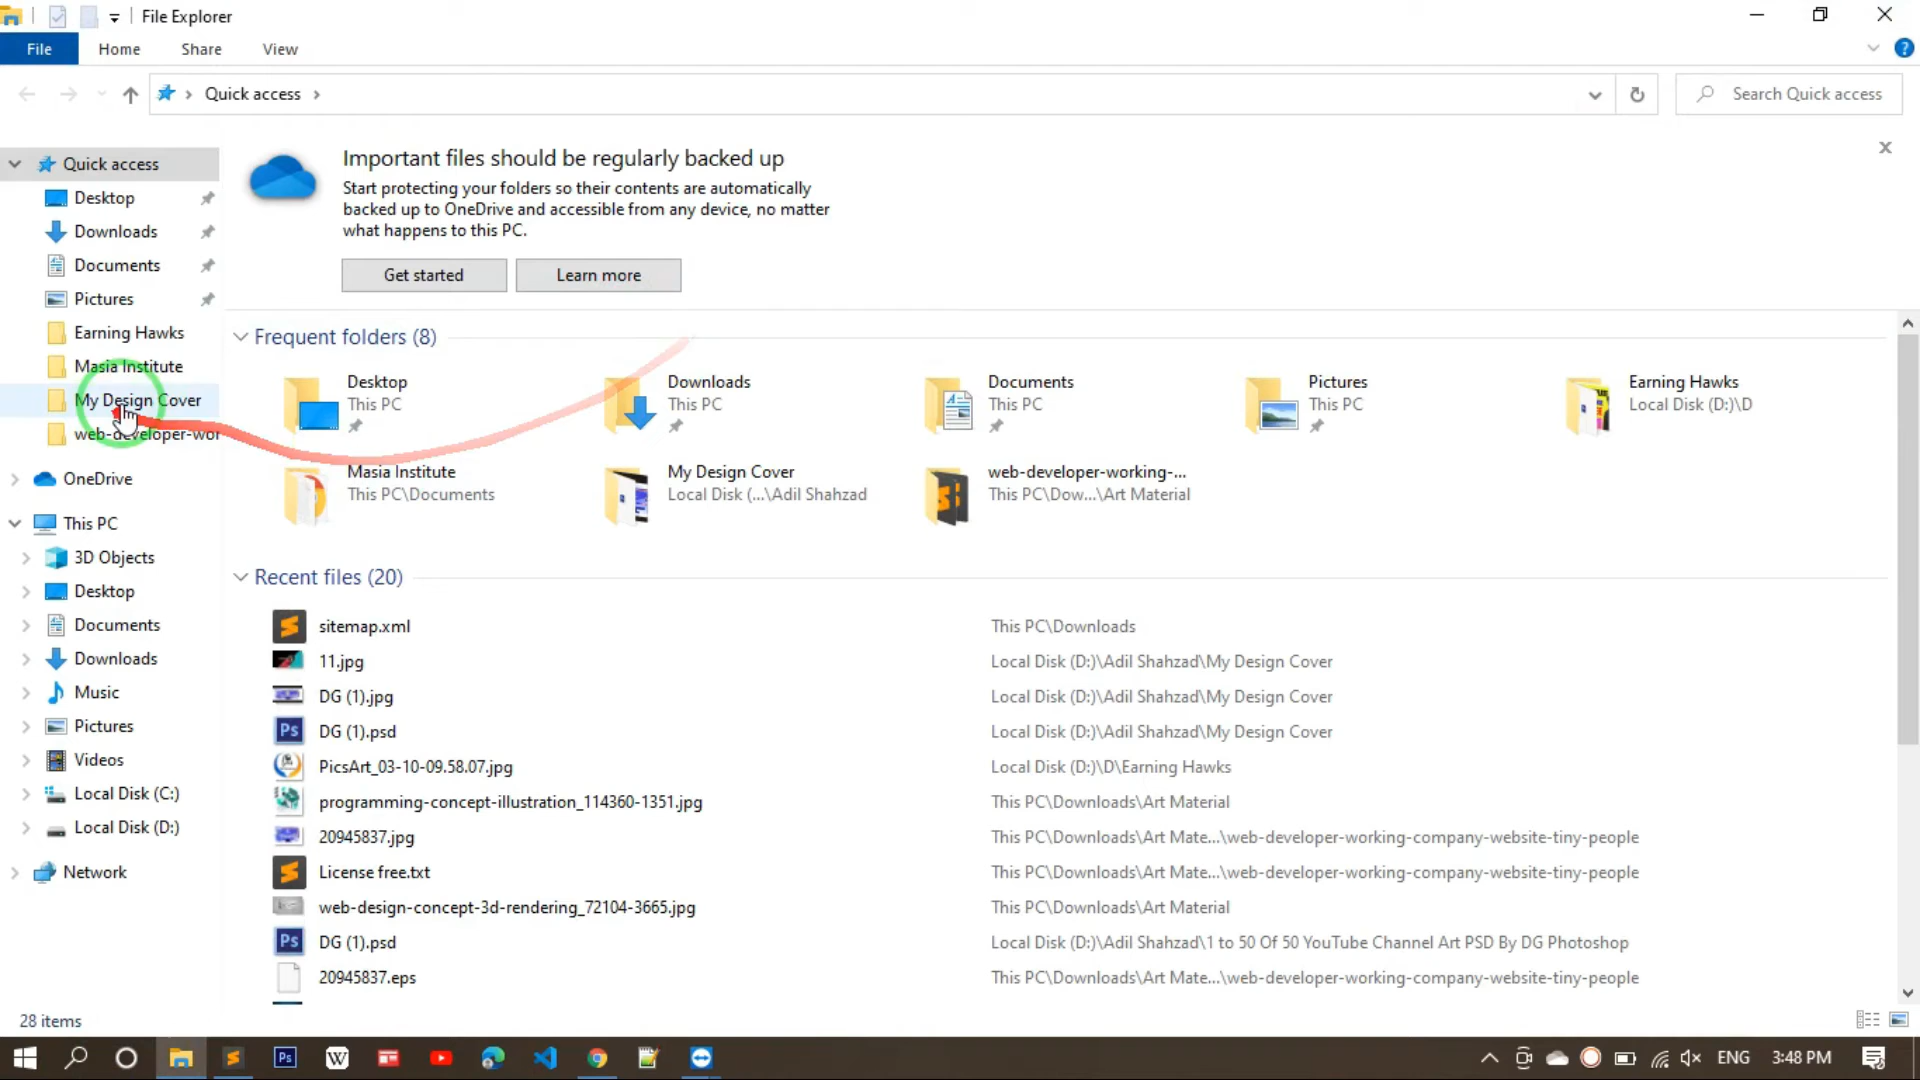 File Explorer
File Home Share View
Quick access
Search Quick access
Quick access
Desktop
Downloads
Documents
Pictures
Earning Hawks
Masia Institute
My Design Cover
web-developer-wor
OneDrive
This PC
3D Objects
Desktop
Documents
Downloads
Music
Pictures
Videos
Local Disk (C:)
Local Disk (D:)
Network
Important files should be regularly backed up
Start protecting your folders so their contents are automatically
backed up to OneDrive and accessible from any device, no matter
what happens to this PC.
Get started Learn more
Frequent folders (8)
Desktop
This PC
Downloads
This PC
Documents
This PC
Pictures
This PC
Earning Hawks
Local Disk (D:)\D
Masia Institute
This PC\Documents
My Design Cover
Local Disk (...\Adil Shahzad
web-developer-working-...
This PC\Dow...\Art Material
Recent files (20)
sitemap.xml This PC\Downloads
11.jpg Local Disk (D:)\Adil Shahzad\My Design Cover
DG (1).jpg Local Disk (D:)\Adil Shahzad\My Design Cover
Ps DG (1).psd Local Disk (D:)\Adil Shahzad\My Design Cover
PicsArt_03-10-09.58.07.jpg Local Disk (D:)\D\Earning Hawks
programming-concept-illustration_114360-1351.jpg This PC\Downloads\Art Material
20945837.jpg This PC\Downloads\Art Mate...\web-developer-working-company-website-tiny-people
License free.txt This PC\Downloads\Art Mate...\web-developer-working-company-website-tiny-people
web-design-concept-3d-rendering_72104-3665.jpg This PC\Downloads\Art Material
Ps DG (1).psd Local Disk (D:)\Adil Shahzad\1 to 50 Of 50 YouTube Channel Art PSD By DG Photoshop
20945837.eps This PC\Downloads\Art Mate...\web-developer-working-company-website-tiny-people
28 items
Ps W ENG 3:48 PM